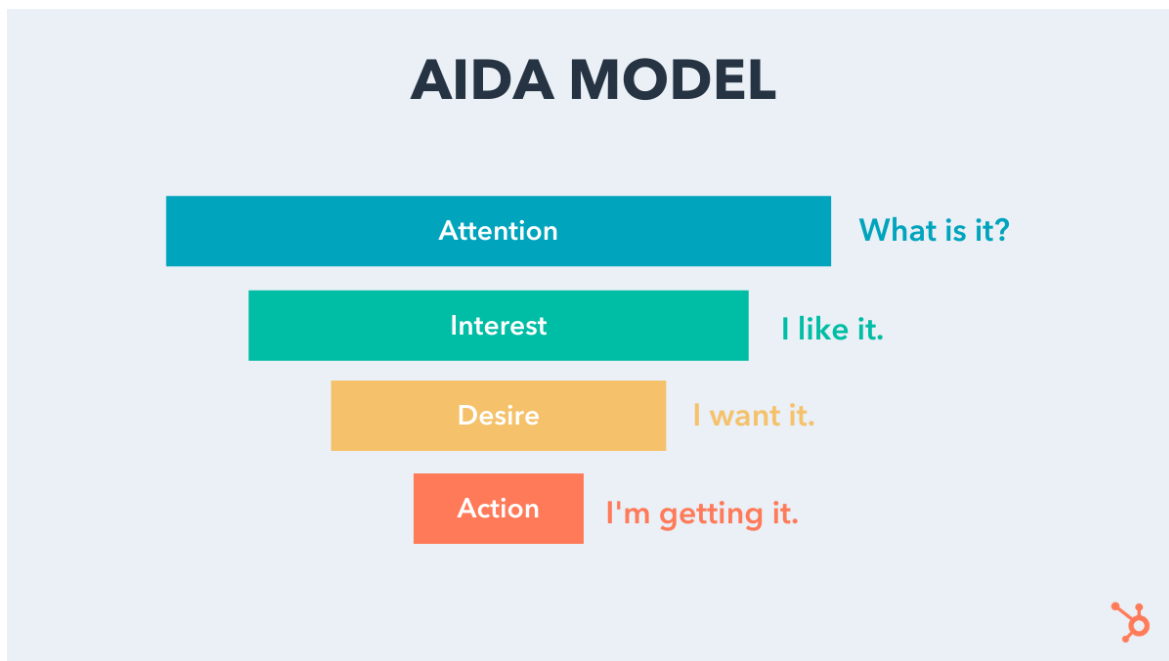 AIDA MODEL
Attention
What is it?
Interest
I like it.
Desire
I want it.
Action
I'm getting it.